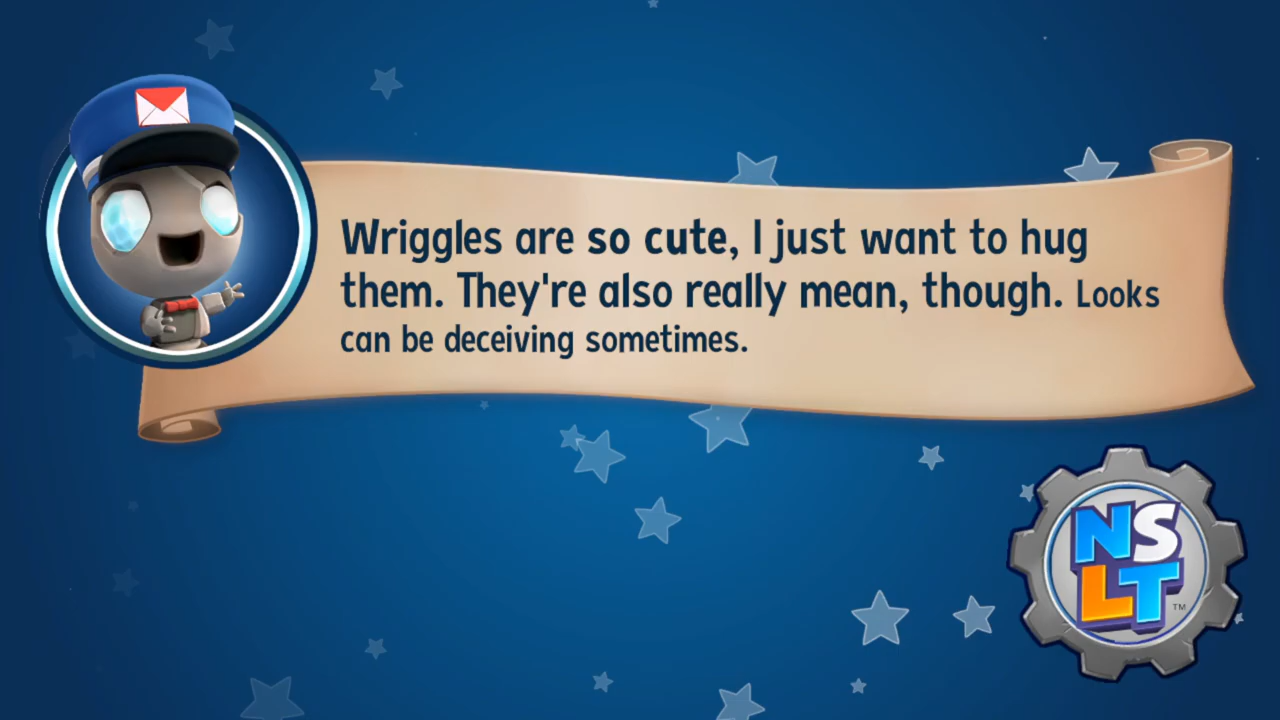 Wriggles are so cute, I just want to hug
them. They're also really mean, though. Looks
can be deceiving sometimes.
NS
LT
TM